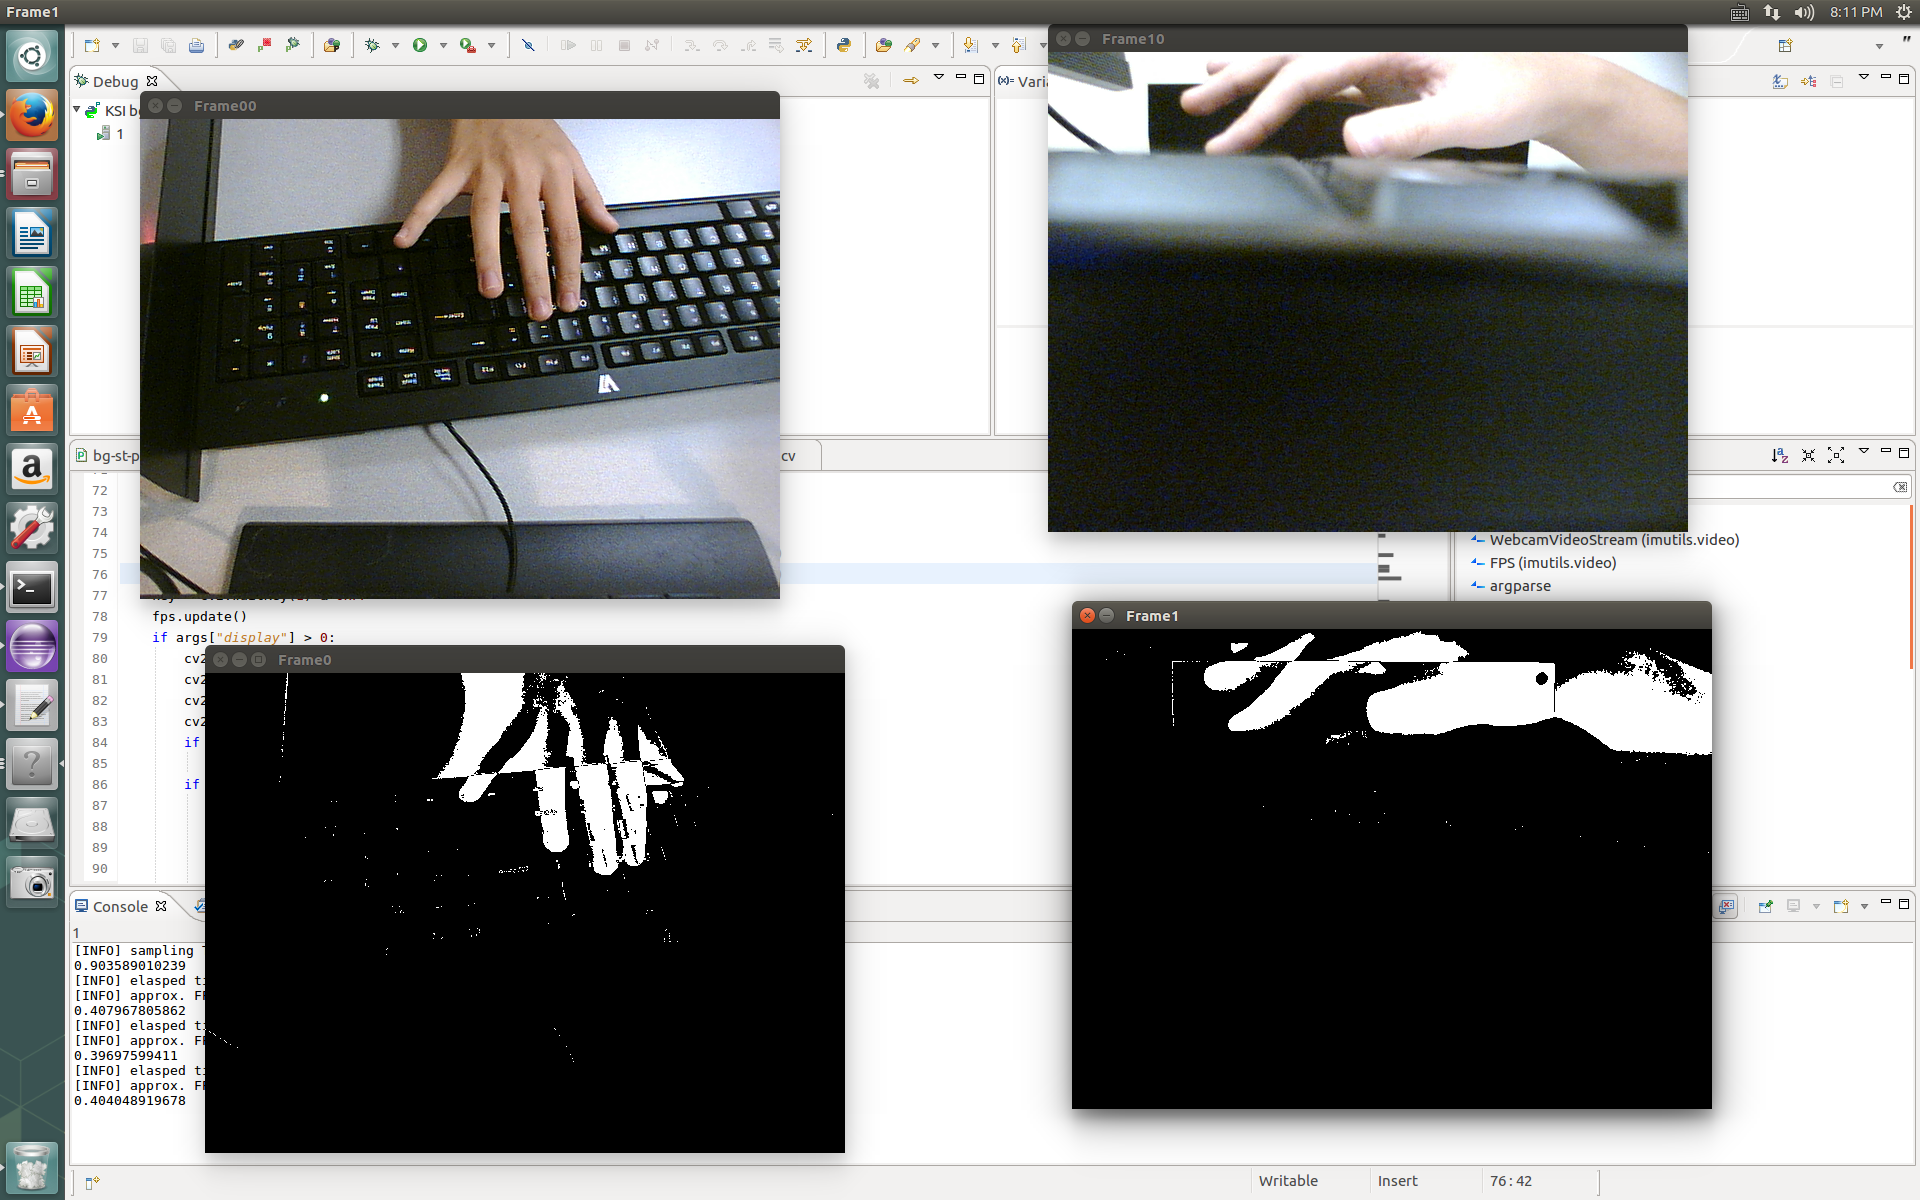 Frame1
8:11 PM
Debug
Frame00
Frame10
(x)= Varia
KSI b
1
bg-st-p
cv
72
73
74
75
76
77
78 fps.update()
79 if args["display"] > 0:
80 cv2
81 cv2
82 cv2
83 cv2
84 if
85
86 if
87
88
89
90
WebcamVideoStream (imutils.video)
FPS (imutils.video)
argparse
Frame1
Frame0
Console
1
[INFO] sampling
0.903589010239
[INFO] elasped ti
[INFO] approx. F
0.407967805862
[INFO] elasped ti
[INFO] approx. F
0.39697599411
[INFO] elasped ti
[INFO] approx. F
0.404048919678
Writable
Insert
76:42